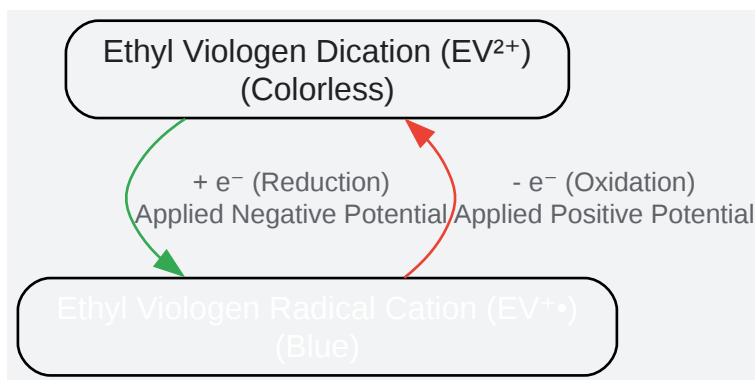 Ethyl Viologen Dication (EV²⁺)
(Colorless)
+ e⁻ (Reduction)
Applied Negative Potential
- e⁻ (Oxidation)
Applied Positive Potential
Ethyl Viologen Radical Cation (EV⁺•)
(Blue)